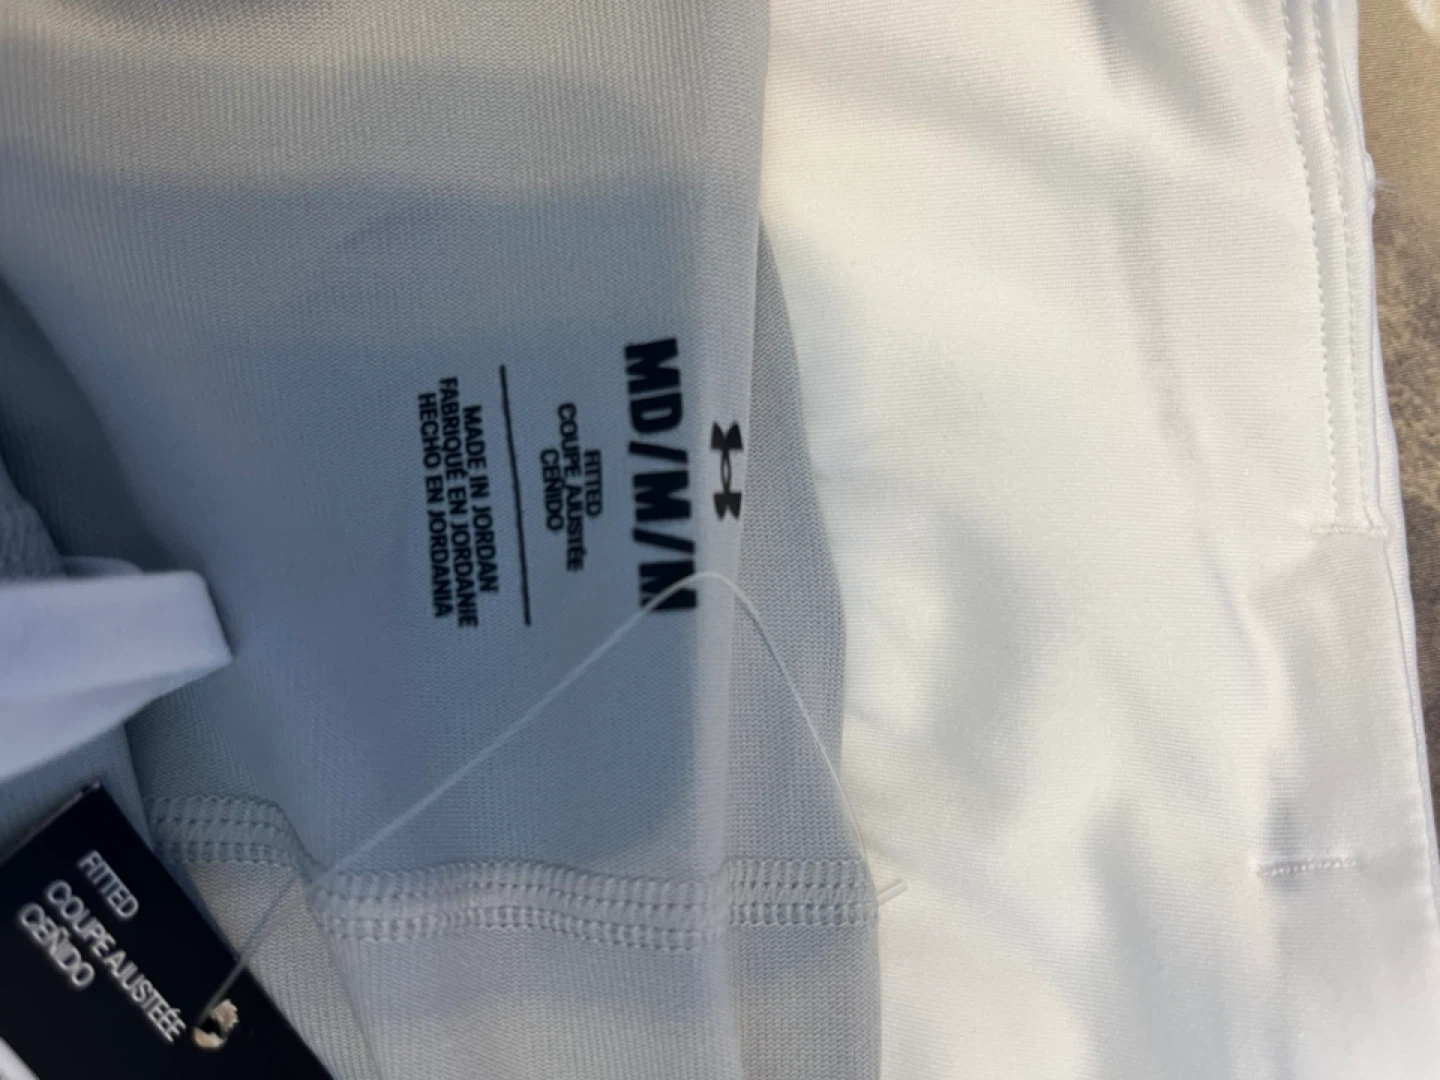 MD/M/M
FITTED
COUPE AJUSTÉE
CEÑIDO
MADE IN JORDAN
FABRIQUÉ EN JORDANIE
HECHO EN JORDANIA
FITTED
COUPE AJUSTÉE
CEÑIDO